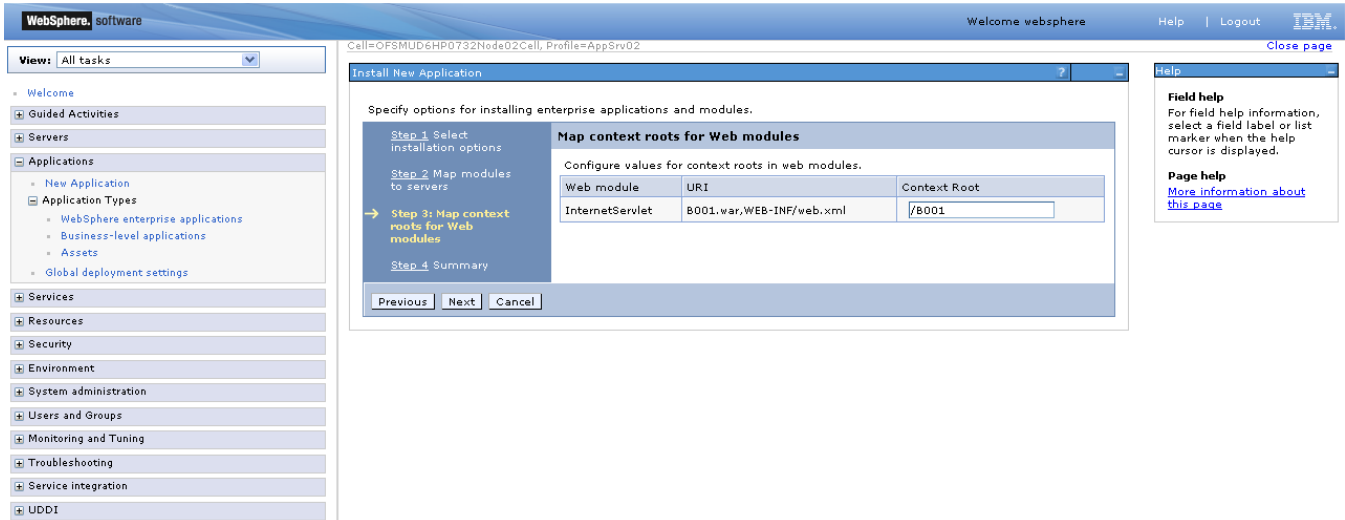 WebSphere. software
Welcome websphere
Help | Logout
IBM.
View: All tasks
Cell=OFSMUD6HP0732Node02Cell, Profile=AppSrv02
Close page
Welcome
Guided Activities
Servers
Applications
New Application
Application Types
WebSphere enterprise applications
Business-level applications
Assets
Global deployment settings
Services
Resources
Security
Environment
System administration
Users and Groups
Monitoring and Tuning
Troubleshooting
Service integration
UDDI
Install New Application
?
Specify options for installing enterprise applications and modules.
Step 1 Select
installation options
Step 2 Map modules
to servers
Step 3: Map context
roots for Web
modules
Step 4 Summary
Map context roots for Web modules
Configure values for context roots in web modules.
Web module URI Context Root
InternetServlet B001.war,WEB-INF/web.xml /B001
Previous Next Cancel
Help
Field help
For field help information,
select a field label or list
marker when the help
cursor is displayed.
Page help
More information about
this page